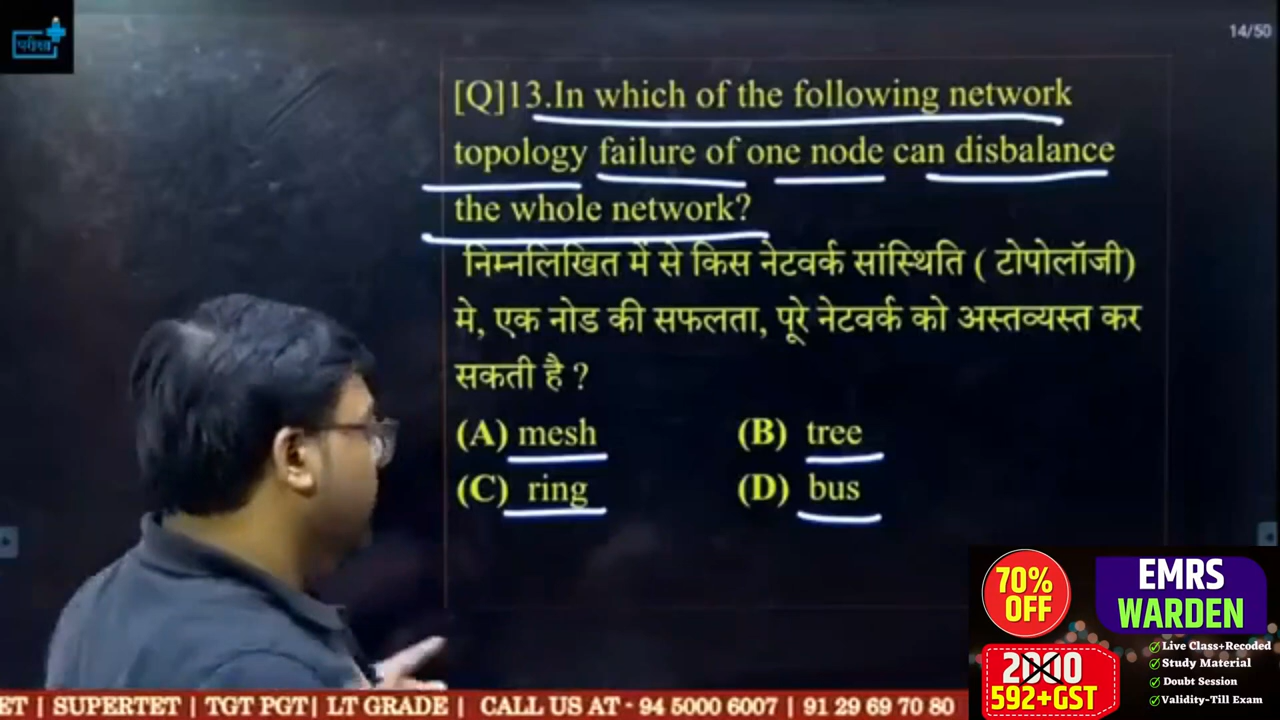 परीक्षा
14/50
[Q]13.In which of the following network
topology failure of one node can disbalance
the whole network?
निम्नलिखित में से किस नेटवर्क सांस्थिति ( टोपोलॉजी)
मे, एक नोड की सफलता, पूरे नेटवर्क को अस्तव्यस्त कर
सकती है ?
(A) mesh (B) tree
(C) ring (D) bus
70% OFF
EMRS
WARDEN
2000
592+GST
Live Class+Recoded
Study Material
Doubt Session
Validity-Till Exam
ET | SUPERTET | TGT PGT LT GRADE | CALL US AT - 94 5000 6007 | 91 29 69 70 80